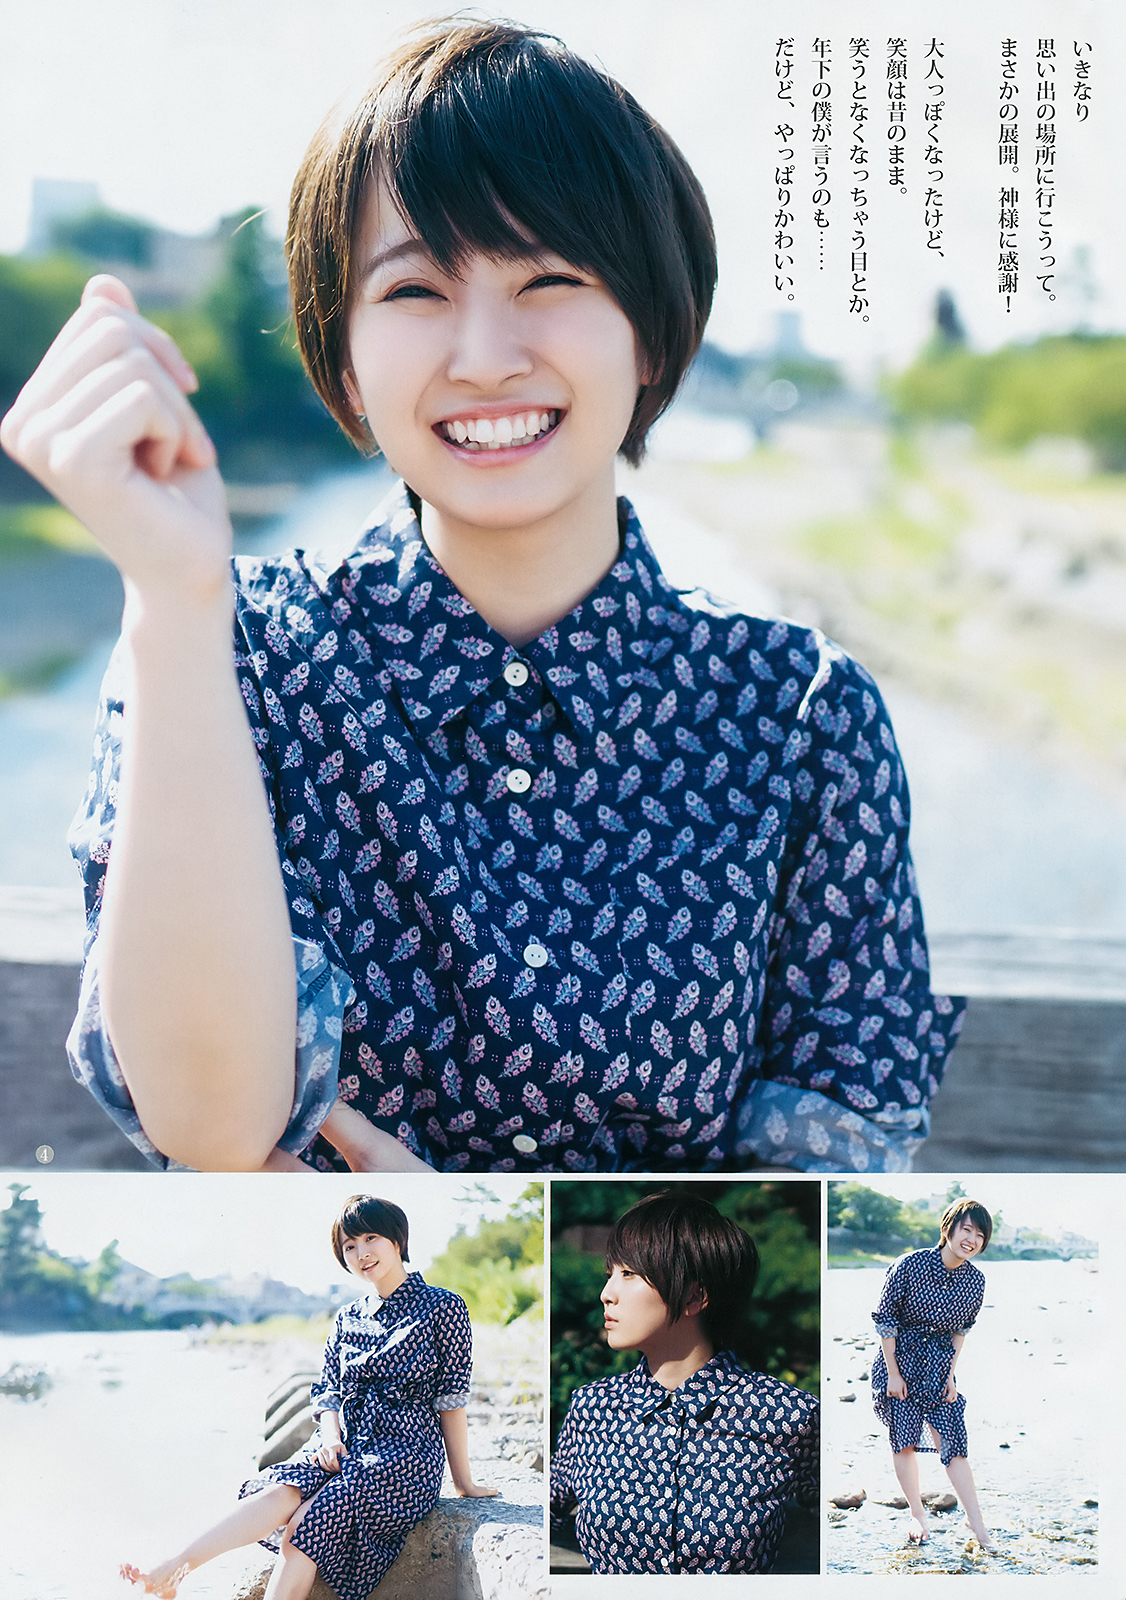 いきなり
思い出の場所に行こうって。
まさかの展開。神様に感謝！
大人っぽくなったけど、
笑顔は昔のまま。
笑うとなくなっちゃう目とか。
年下の僕が言うのも……
だけど、やっぱりかわいい。
4